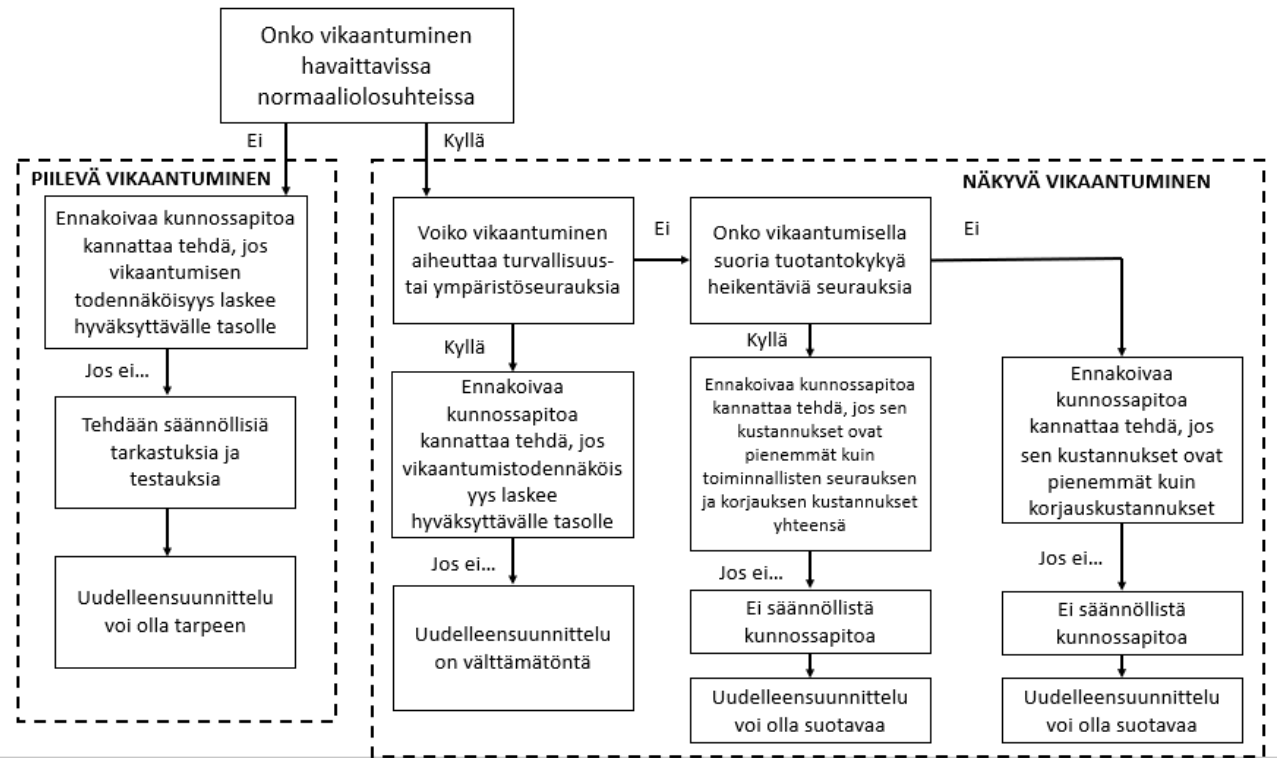 Onko vikaantuminen
havaittavissa
normaaliolosuhteissa
Ei
Kyllä
PIILEVÄ VIKAANTUMINEN
Ennakoivaa kunnossapitoa
kannattaa tehdä, jos
vikaantumisen
todennäköisyys laskee
hyväksyttävälle tasolle
Jos ei...
Tehdään säännöllisiä
tarkastuksia ja
testauksia
Uudelleensuunnittelu
voi olla tarpeen
NÄKYVÄ VIKAANTUMINEN
Voiko vikaantuminen
aiheuttaa turvallisuus-
tai ympäristöseurauksia
Ei
Kyllä
Ennakoivaa
kunnossapitoa
kannattaa tehdä, jos
vikaantumistodennäköis
yys laskee
hyväksyttävälle tasolle
Jos ei...
Uudelleensuunnittelu
on välttämätöntä
Onko vikaantumisella
suoria tuotantokykyä
heikentäviä seurauksia
Ei
Kyllä
Ennakoivaa kunnossapitoa
kannattaa tehdä, jos sen
kustannukset ovat
pienemmät kuin
toiminnallisten seurauksen
ja korjauksen kustannukset
yhteensä
Jos ei...
Ei säännöllistä
kunnossapitoa
Uudelleensuunnittelu
voi olla suotavaa
Ennakoivaa
kunnossapitoa
kannattaa tehdä, jos
sen kustannukset ovat
pienemmät kuin
korjauskustannukset
Jos ei...
Ei säännöllistä
kunnossapitoa
Uudelleensuunnittelu
voi olla suotavaa